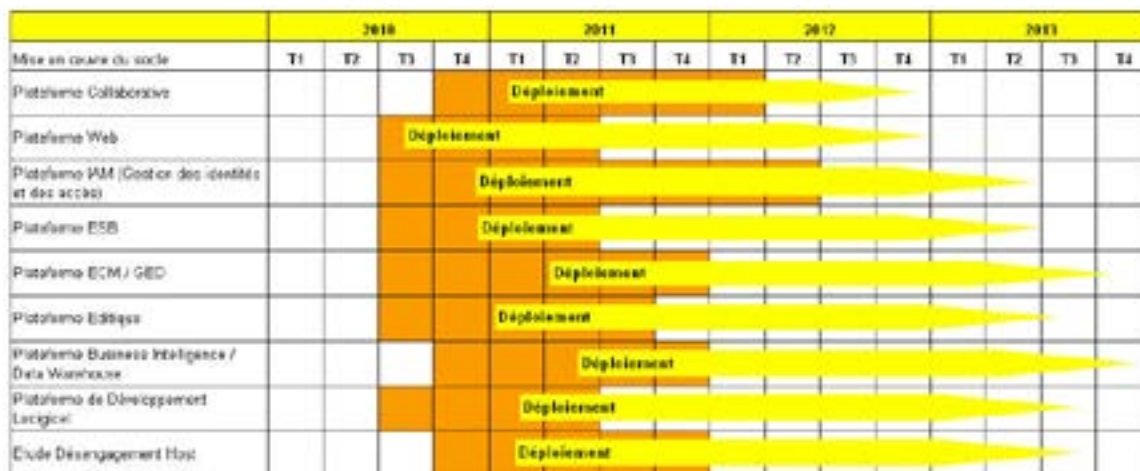 2010 2011 2012 2013
Mise en œuvre du socle T1 T2 T3 T4 T1 T2 T3 T4 T1 T2 T3 T4 T1 T2 T3 T4
Plateforme Collaborative Déploiement
Plateforme Web Déploiement
Plateforme IAM (Gestion des identités
et des accès) Déploiement
Plateforme ESB Déploiement
Plateforme ECM / GED Déploiement
Plateforme Editique Déploiement
Plateforme Business Intelligence /
Data Warehouse Déploiement
Plateforme de Développement
Logiciel Déploiement
Etude Désengagement Host Déploiement